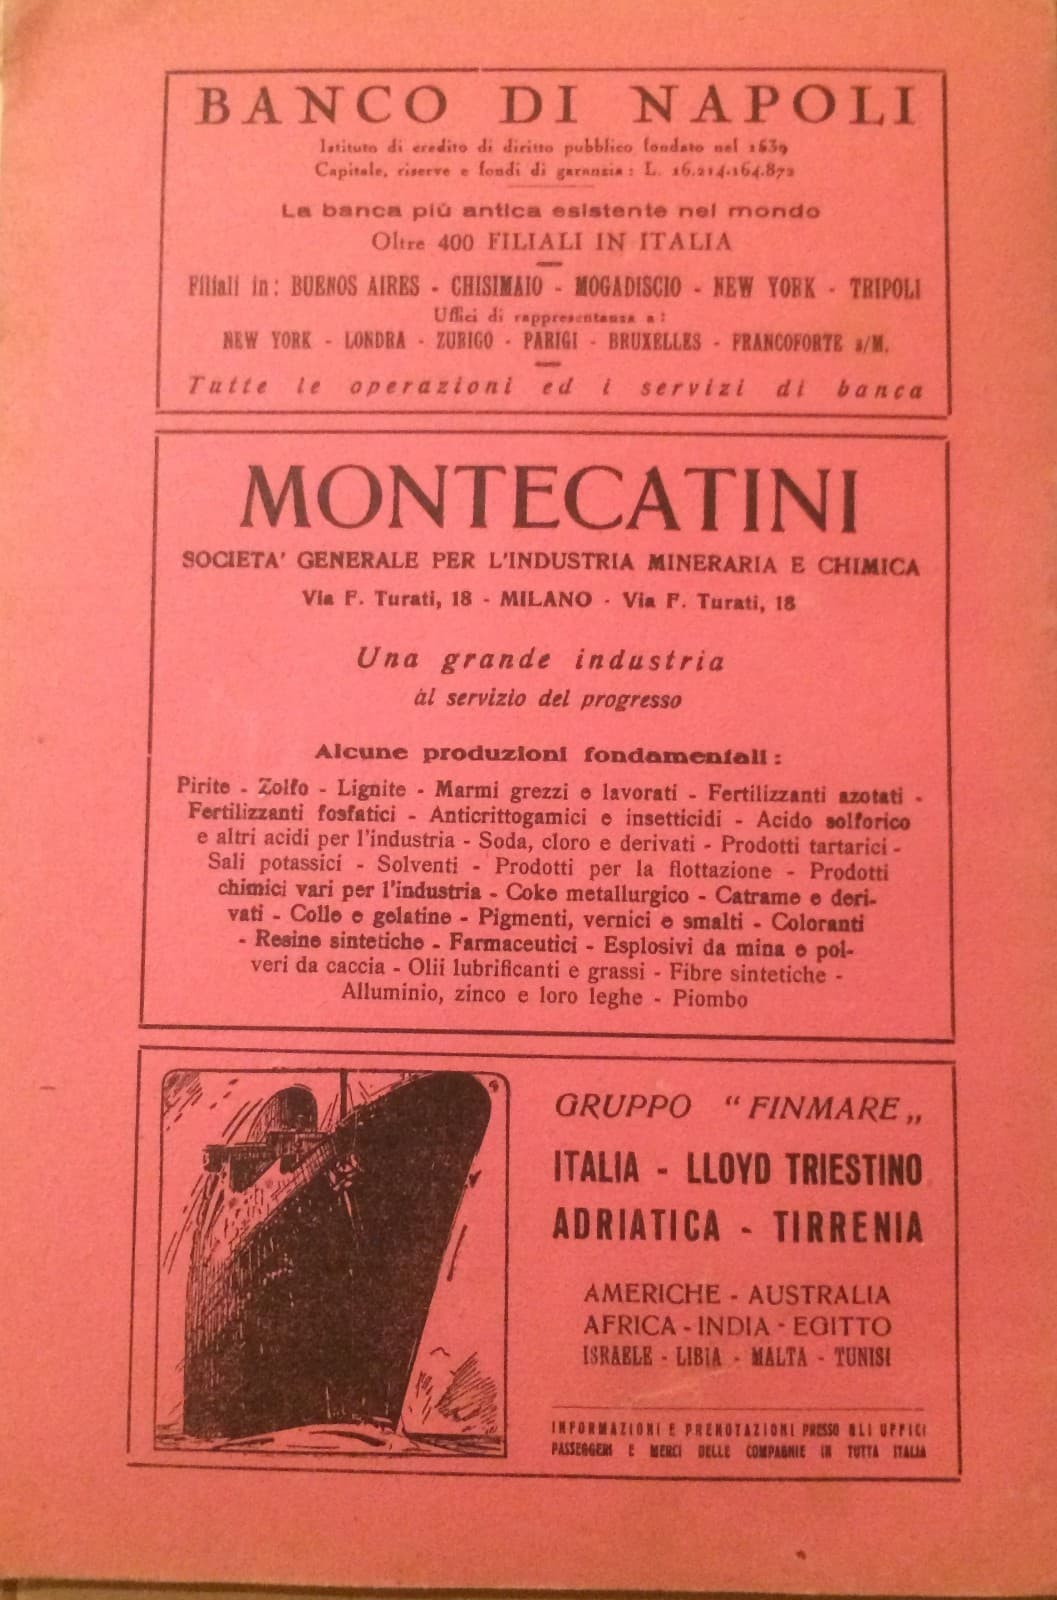 BANCO DI NAPOLI
Istituto di credito di diritto pubblico fondato nel 1539
Capitale, riserve e fondi di garanzia: L. 16.214.164.872
La banca più antica esistente nel mondo
Oltre 400 FILIALI IN ITALIA
Filiali in: BUENOS AIRES - CHISIMAIO - MOGADISCIO - NEW YORK - TRIPOLI
Uffici di rappresentanza a:
NEW YORK - LONDRA - ZURIGO - PARIGI - BRUXELLES - FRANCOFORTE s/M.
Tutte le operazioni ed i servizi di banca
MONTECATINI
SOCIETA' GENERALE PER L'INDUSTRIA MINERARIA E CHIMICA
Via F. Turati, 18 - MILANO - Via F. Turati, 18
Una grande industria
al servizio del progresso
Alcune produzioni fondamentali:
Pirite - Zolfo - Lignite - Marmi grezzi e lavorati - Fertilizzanti azotati -
Fertilizzanti fosfatici - Anticrittogamici e insetticidi - Acido solforico
e altri acidi per l'industria - Soda, cloro e derivati - Prodotti tartarici -
Sali potassici - Solventi - Prodotti per la flottazione - Prodotti
chimici vari per l'industria - Coke metallurgico - Catrame e deri-
vati - Colle e gelatine - Pigmenti, vernici e smalti - Coloranti
- Resine sintetiche - Farmaceutici - Esplosivi da mina e pol-
veri da caccia - Olii lubrificanti e grassi - Fibre sintetiche -
Alluminio, zinco e loro leghe - Piombo
GRUPPO "FINMARE„
ITALIA - LLOYD TRIESTINO
ADRIATICA - TIRRENIA
AMERICHE - AUSTRALIA
AFRICA - INDIA - EGITTO
ISRAELE - LIBIA - MALTA - TUNISI
INFORMAZIONI E PRENOTAZIONI PRESSO GLI UFFICI
PASSEGGERI E MERCI DELLE COMPAGNIE IN TUTTA ITALIA